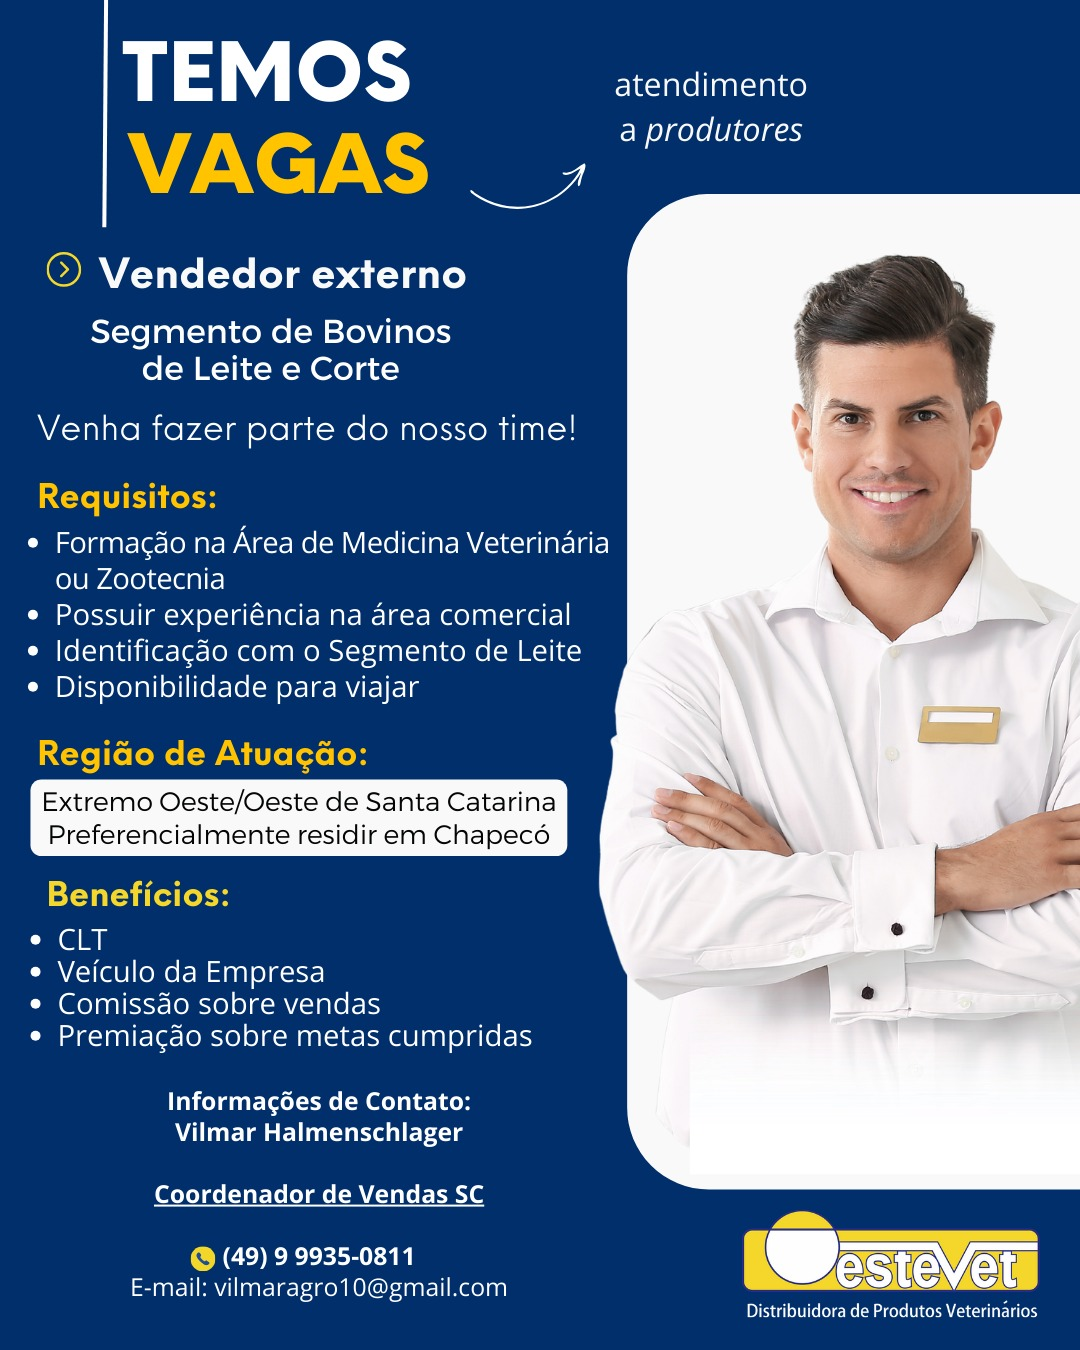 TEMOS
VAGAS
atendimento
a produtores
Vendedor externo
Segmento de Bovinos
de Leite e Corte
Venha fazer parte do nosso time!
Requisitos:
• Formação na Área de Medicina Veterinária
ou Zootecnia
• Possuir experiência na área comercial
• Identificação com o Segmento de Leite
• Disponibilidade para viajar
Região de Atuação:
Extremo Oeste/Oeste de Santa Catarina
Preferencialmente residir em Chapecó
Benefícios:
• CLT
• Veículo da Empresa
• Comissão sobre vendas
• Premiação sobre metas cumpridas
Informações de Contato:
Vilmar Halmenschlager
Coordenador de Vendas SC
(49) 9 9935-0811
E-mail: vilmaragro10@gmail.com
OesteVet
Distribuidora de Produtos Veterinários